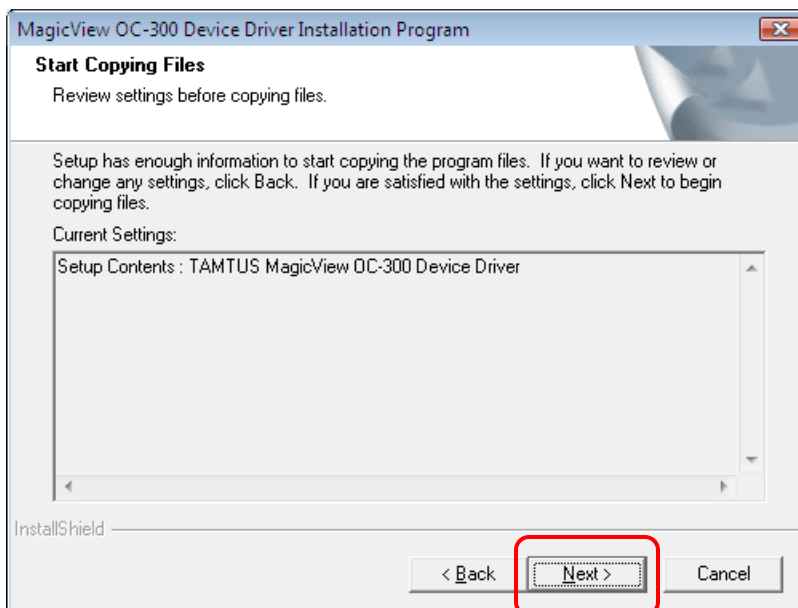 MagicView OC-300 Device Driver Installation Program
Start Copying Files
Review settings before copying files.
Setup has enough information to start copying the program files.  If you want to review or
change any settings, click Back.  If you are satisfied with the settings, click Next to begin
copying files.
Current Settings:
Setup Contents : TAMTUS MagicView OC-300 Device Driver
InstallShield
< Back
Next >
Cancel